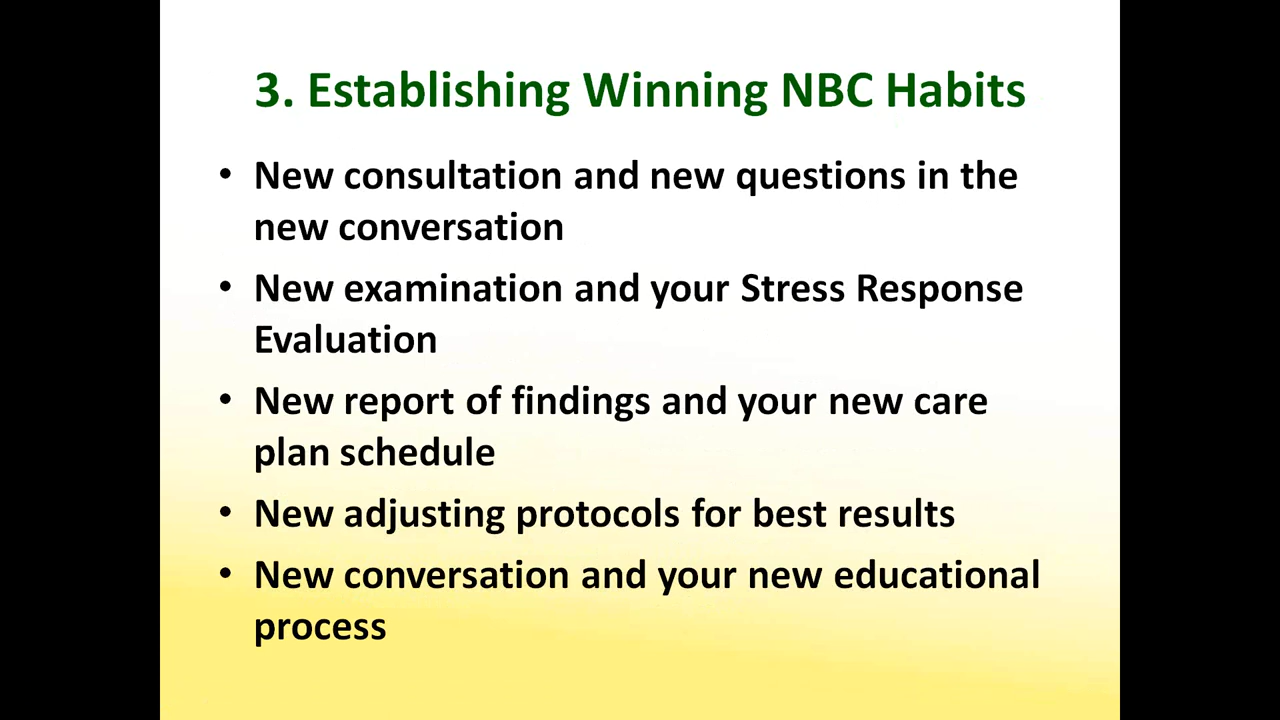 3. Establishing Winning NBC Habits
• New consultation and new questions in the
new conversation
• New examination and your Stress Response
Evaluation
• New report of findings and your new care
plan schedule
• New adjusting protocols for best results
• New conversation and your new educational
process